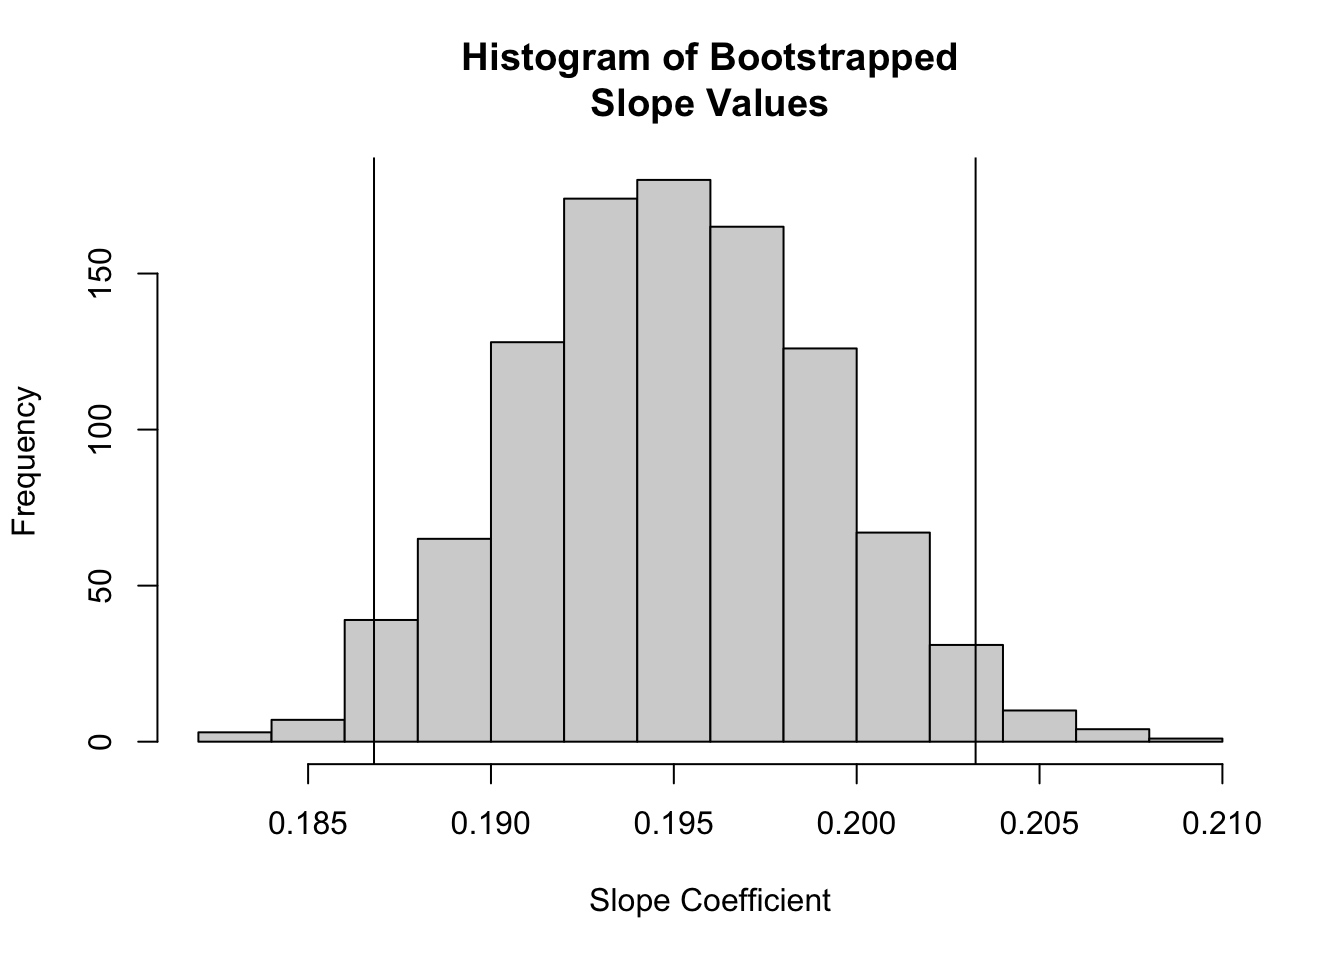 Histogram of Bootstrapped
Slope Values
Frequency
150
100
50
0
0.185 0.190 0.195 0.200 0.205 0.210
Slope Coefficient